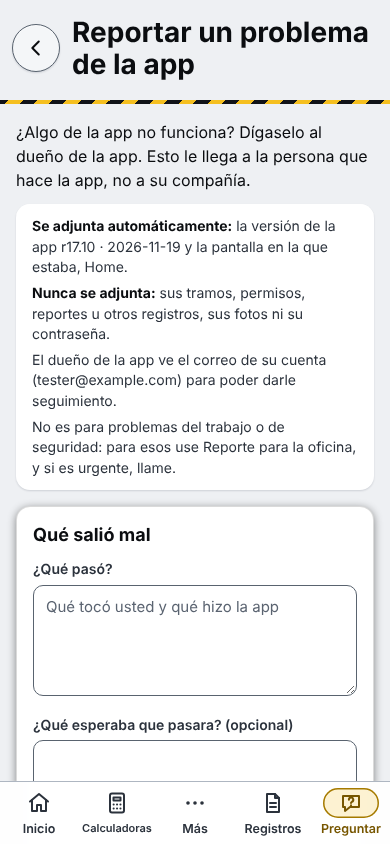 Reportar un problema
de la app
¿Algo de la app no funciona? Dígaselo al
dueño de la app. Esto le llega a la persona que
hace la app, no a su compañía.
Se adjunta automáticamente: la versión de la
app r17.10 · 2026-11-19 y la pantalla en la que
estaba, Home.
Nunca se adjunta: sus tramos, permisos,
reportes u otros registros, sus fotos ni su
contraseña.
El dueño de la app ve el correo de su cuenta
(tester@example.com) para poder darle
seguimiento.
No es para problemas del trabajo o de
seguridad: para esos use Reporte para la oficina,
y si es urgente, llame.
Qué salió mal
¿Qué pasó?
Qué tocó usted y qué hizo la app
¿Qué esperaba que pasara? (opcional)
Inicio
Calculadoras
Más
Registros
Preguntar